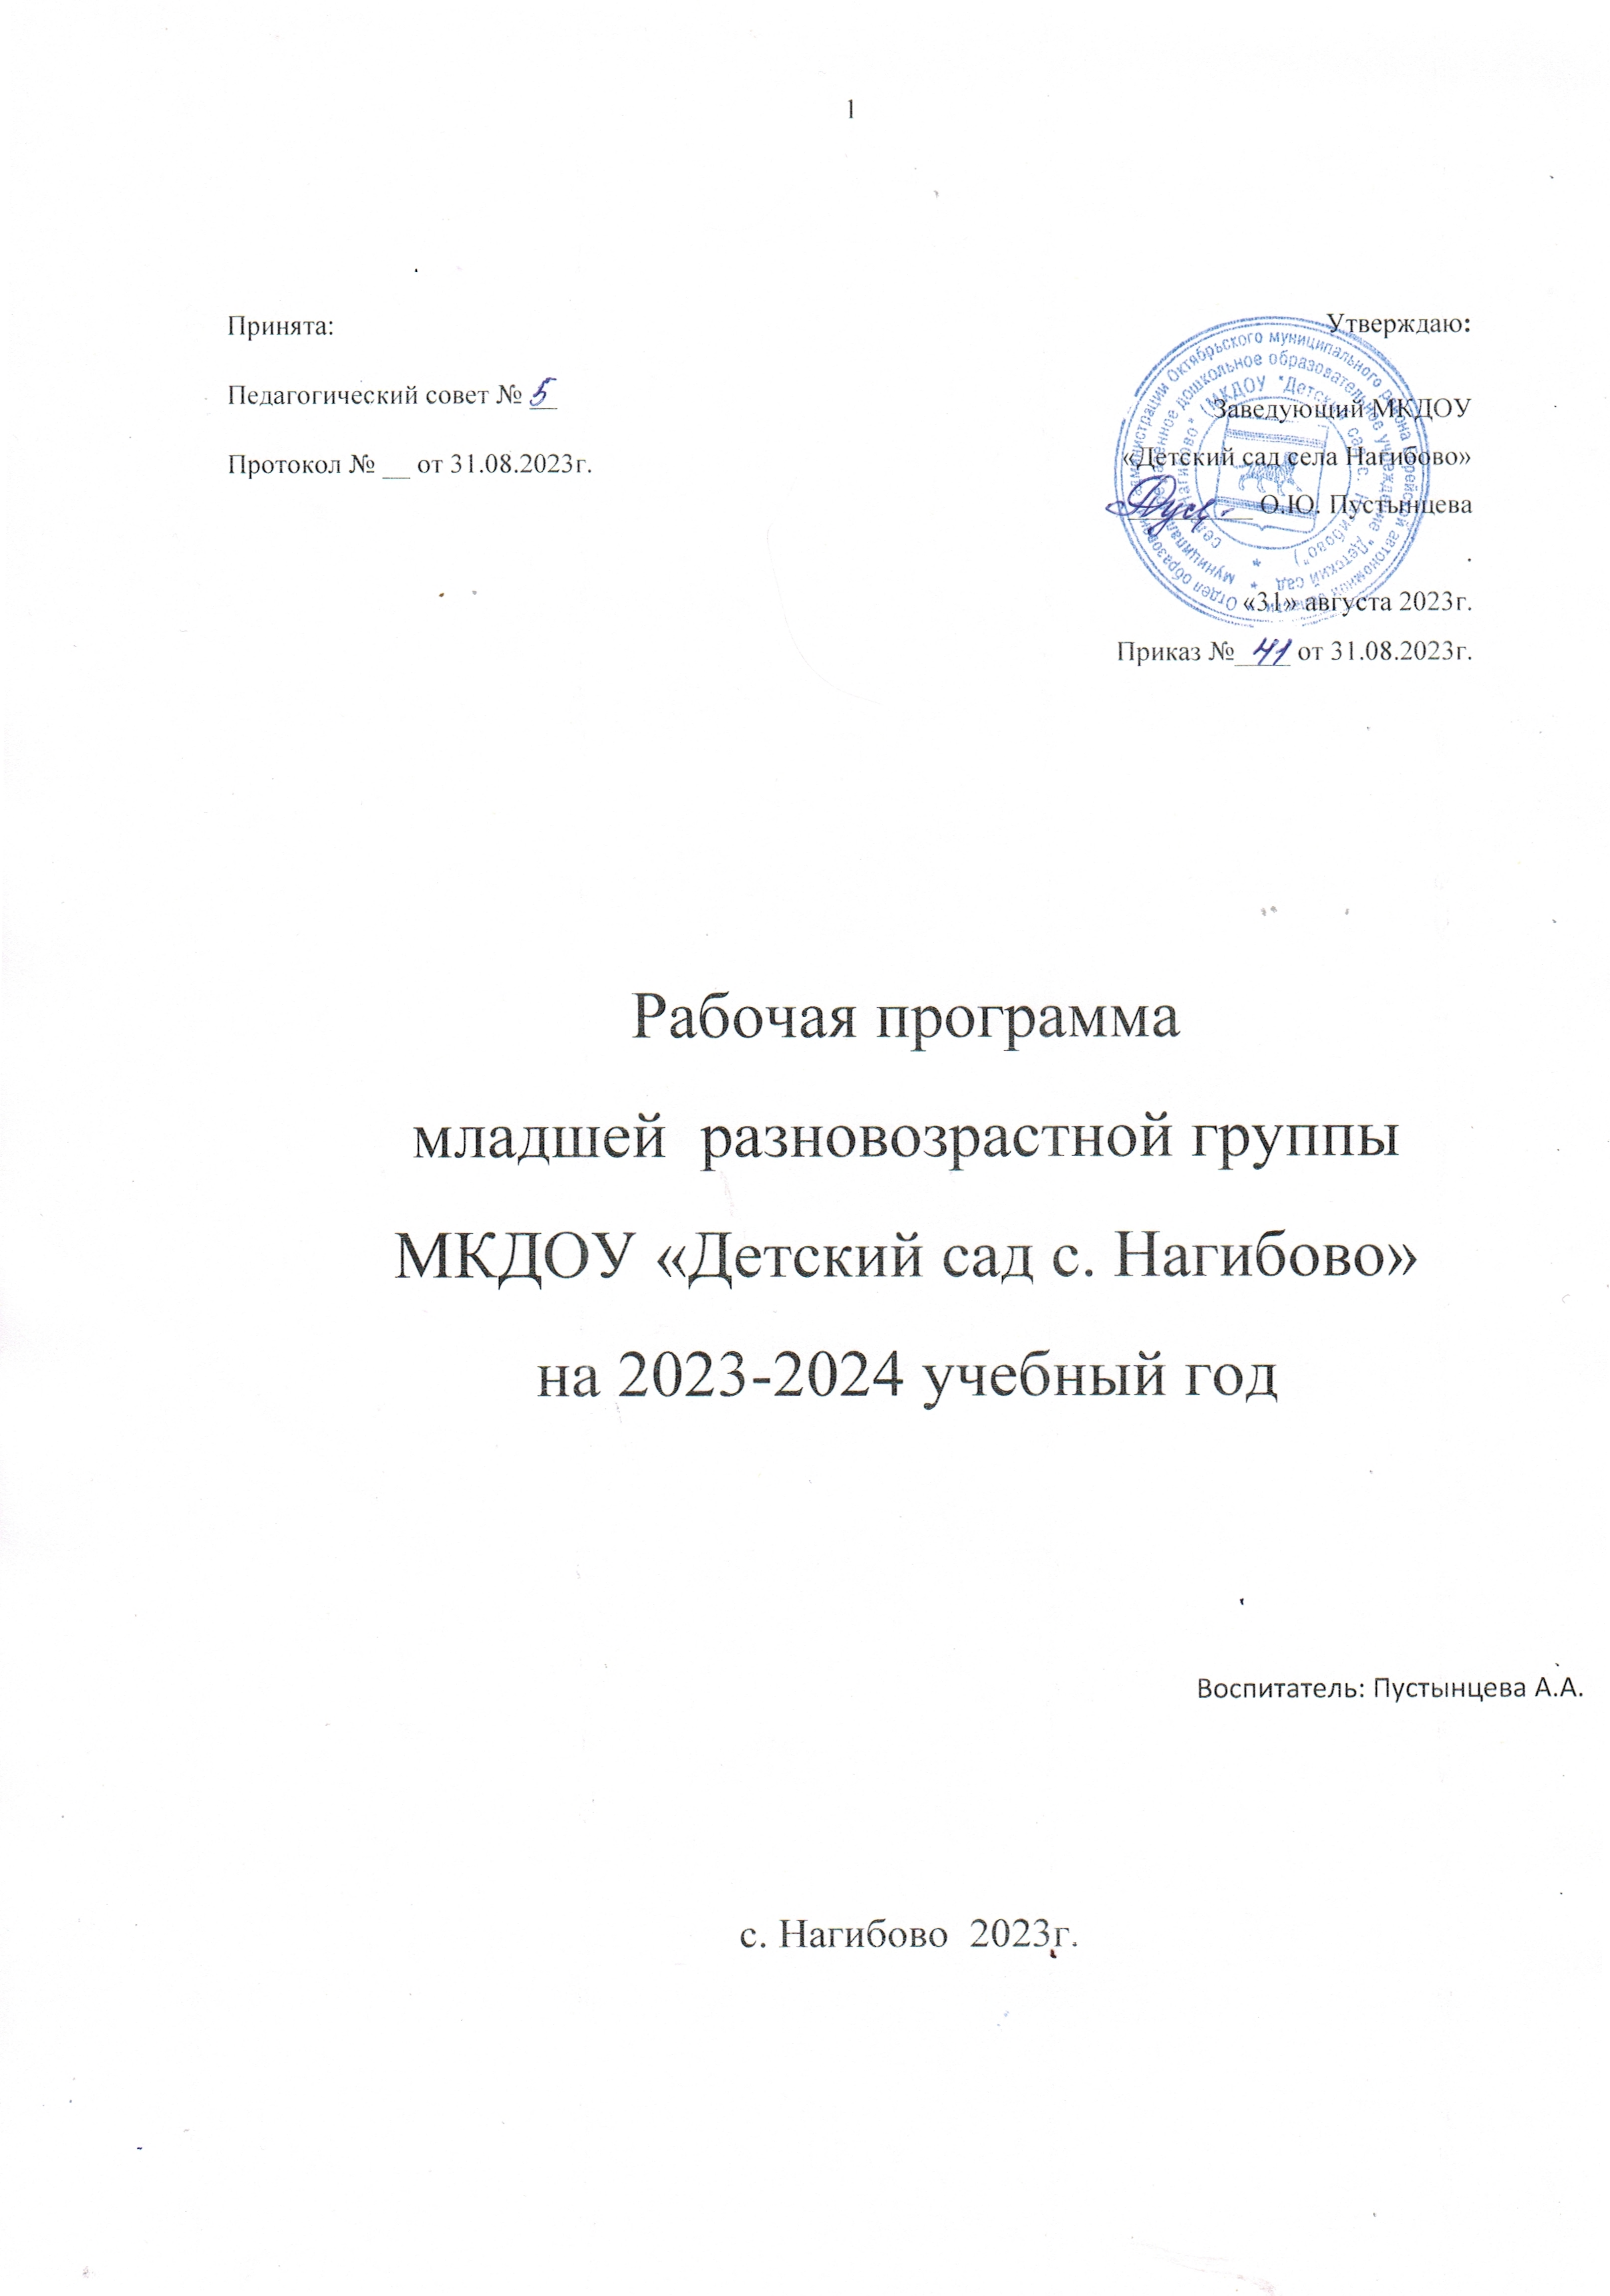 1
Принята:
Педагогический совет № 5
Протокол № __ от 31.08.2023г.
Утверждаю:
Заведующий МКДОУ
«Детский сад села Нагибово»
О.Ю. Пустынцева
«31» августа 2023г.
Приказ № 41 от 31.08.2023г.
Рабочая программа
младшей разновозрастной группы
МКДОУ «Детский сад с. Нагибово»
на 2023-2024 учебный год
Воспитатель: Пустынцева А.А.
с. Нагибово 2023г.